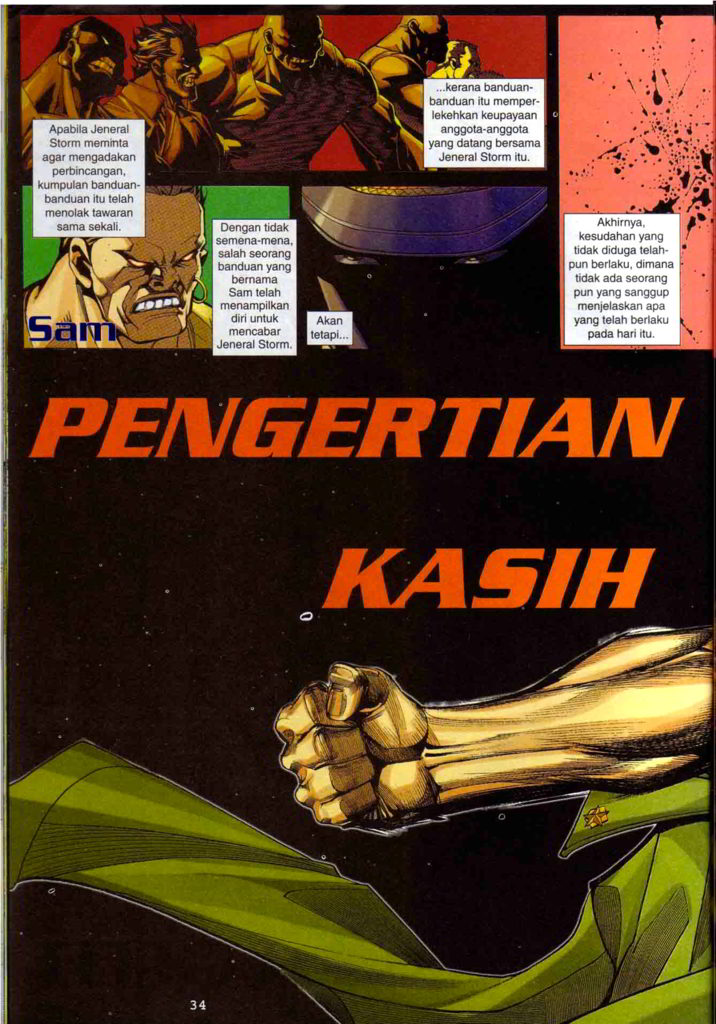 Apabila Jeneral
Storm meminta
agar mengadakan
perbincangan,
kumpulan banduan-
banduan itu telah
menolak tawaran
sama sekali.
...kerana banduan-
banduan itu memper-
lekehkan keupayaan
anggota-anggota
yang datang bersama
Jeneral Storm itu.
Sam
Dengan tidak
semena-mena,
salah seorang
banduan yang
bernama
Sam telah
menampilkan
diri untuk
mencabar
Jeneral Storm.
Akan
tetapi...
Akhirnya,
kesudahan yang
tidak diduga telah-
pun berlaku, dimana
tidak ada seorang
pun yang sanggup
menjelaskan apa
yang telah berlaku
pada hari itu.
PENGERTIAN
KASIH
34